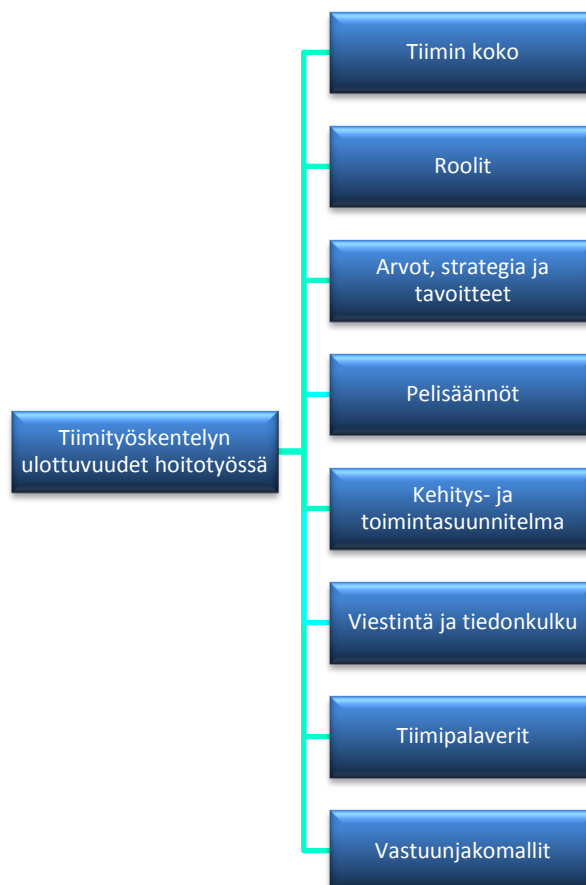 Tiimin koko
Roolit
Arvot, strategia ja
tavoitteet
Pelisäännöt
Tiimityöskentelyn
ulottuvuudet hoitotyössä
Kehitys- ja
toimintasuunnitelma
Viestintä ja tiedonkulku
Tiimipalaverit
Vastuunjakomallit